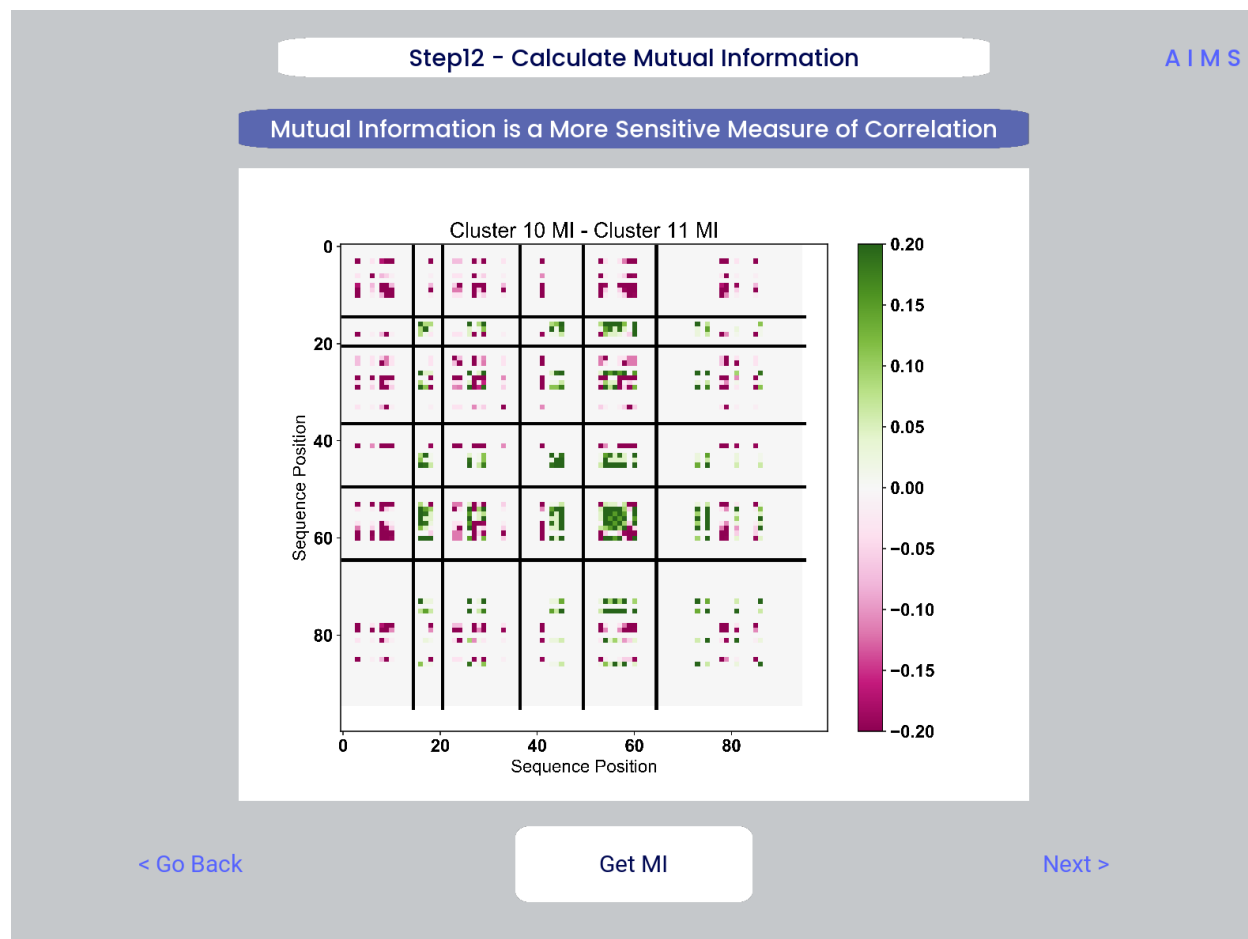 Step12 - Calculate Mutual Information
A I M S
Mutual Information is a More Sensitive Measure of Correlation
Cluster 10 MI - Cluster 11 MI
0
20
40
60
80
Sequence Position
0 20 40 60 80
Sequence Position
0.20
0.15
0.10
0.05
0.00
−0.05
−0.10
−0.15
−0.20
< Go Back
Get MI
Next >